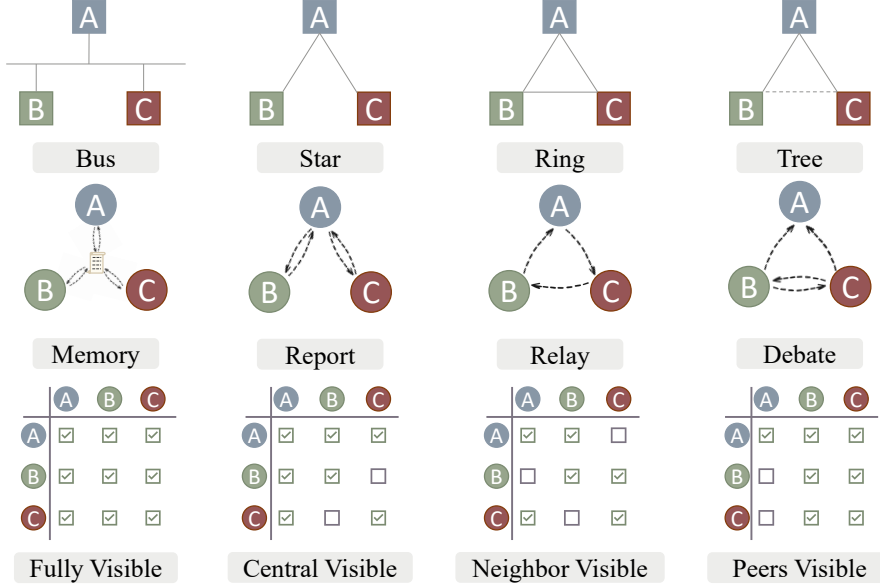 A A A A
B C B C B C B C
Bus Star Ring Tree
A A A A
B C B C B C B C
Memory Report Relay Debate
A B C A B C A B C A B C
A A A A
B B B B
C C C C
Fully Visible Central Visible Neighbor Visible Peers Visible